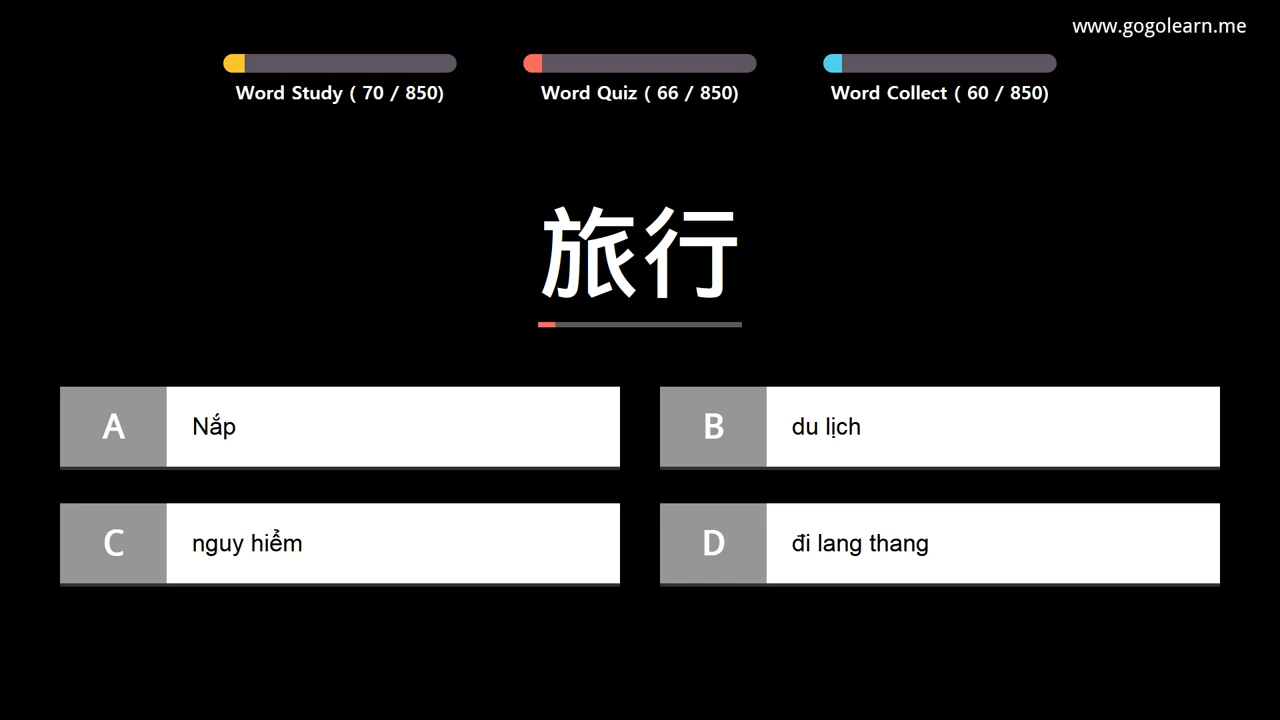 www.gogolearn.me
Word Study ( 70 / 850)
Word Quiz ( 66 / 850)
Word Collect ( 60 / 850)
旅行
A Nắp
B du lịch
C nguy hiểm
D đi lang thang